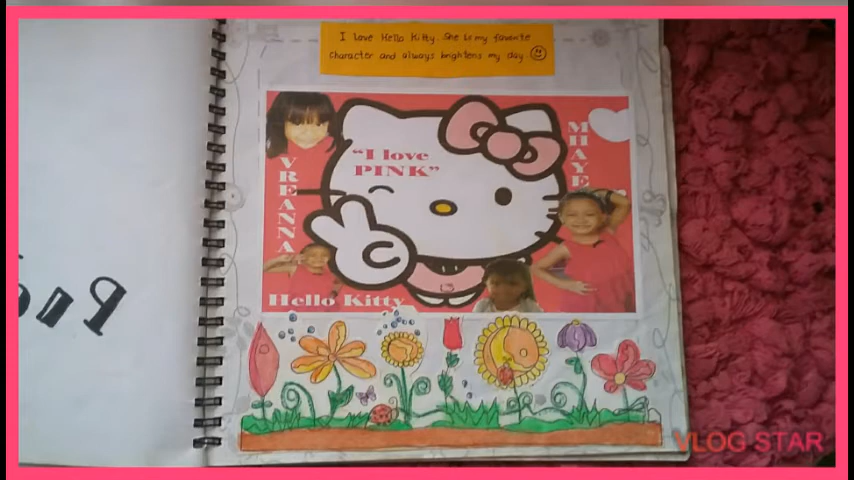 I love Hello Kitty. She is my favorite
character and always brightens my day.
"I love
PINK"
VREANNA
MHAYE
Hello Kitty
VLOG STAR